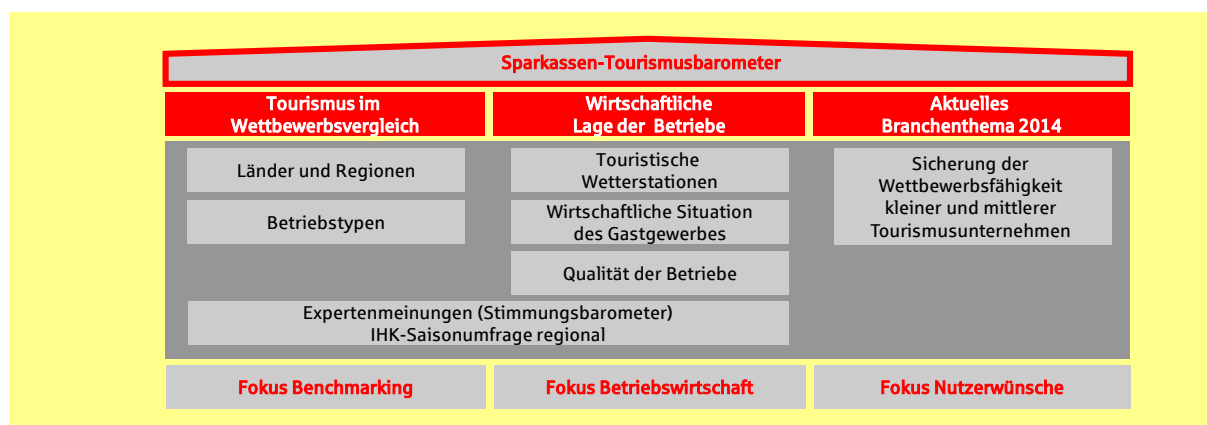 Sparkassen-Tourismusbarometer
Tourismus im
Wettbewerbsvergleich
Wirtschaftliche
Lage der Betriebe
Aktuelles
Branchenthema 2014
Länder und Regionen
Betriebstypen
Touristische
Wetterstationen
Wirtschaftliche Situation
des Gastgewerbes
Qualität der Betriebe
Expertenmeinungen (Stimmungsbarometer)
IHK-Saisonumfrage regional
Sicherung der
Wettbewerbsfähigkeit
kleiner und mittlerer
Tourismusunternehmen
Fokus Benchmarking
Fokus Betriebswirtschaft
Fokus Nutzerwünsche